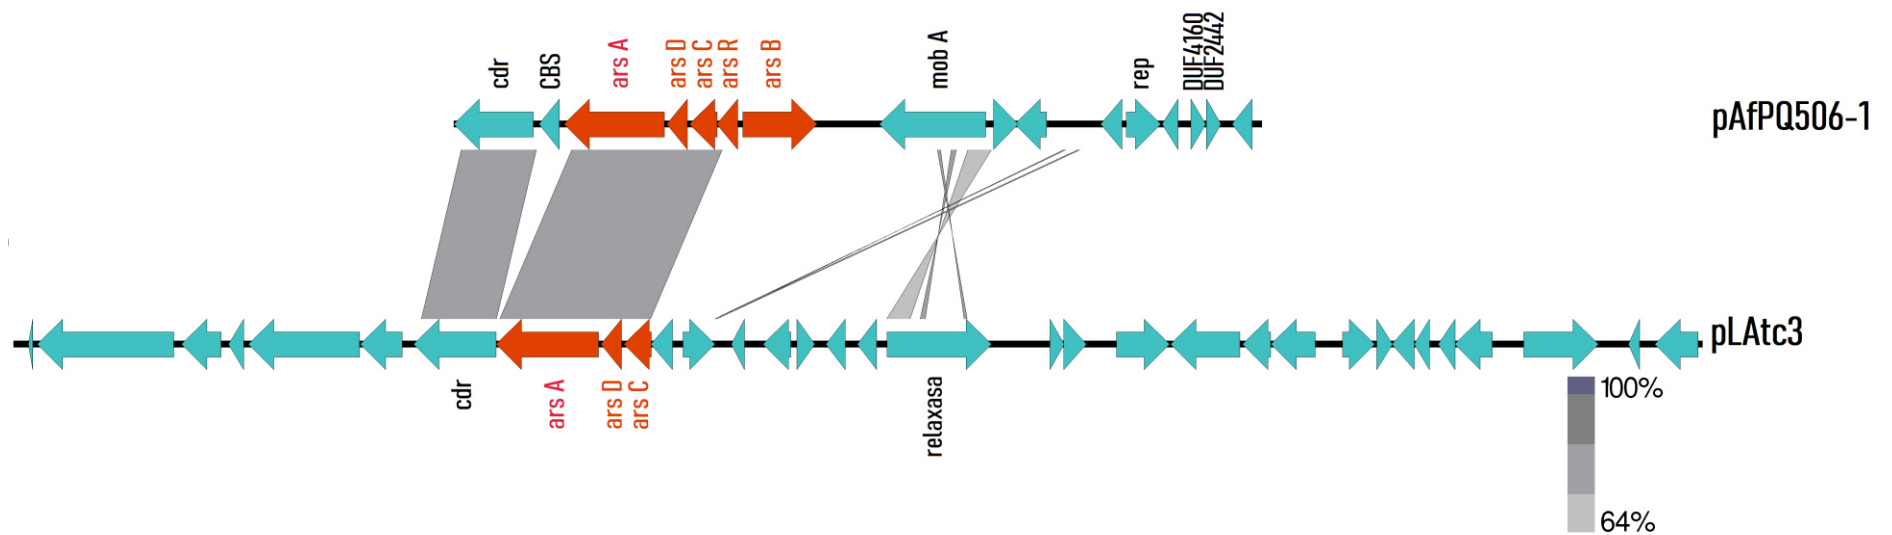 cdr
CBS
ars A
ars D
ars C
ars R
ars B
mob A
rep
DUF4160
DUF2442
pAfPQ506-1
pLAtc3
cdr
ars A
ars D
ars C
relaxasa
100%
64%